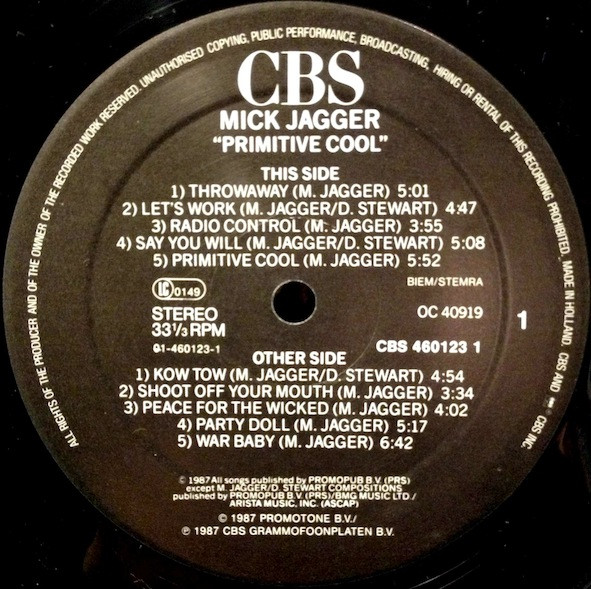 ALL RIGHTS OF THE PRODUCER AND OF THE OWNER OF THE RECORDED WORK RESERVED. UNAUTHORISED COPYING, PUBLIC PERFORMANCE, BROADCASTING, HIRING OR RENTAL OF THIS RECORDING PROHIBITED. MADE IN HOLLAND. CBS AND CBS INC.
CBS
MICK JAGGER
"PRIMITIVE COOL"
THIS SIDE
1) THROWAWAY (M. JAGGER) 5:01
2) LET'S WORK (M. JAGGER/D. STEWART) 4:47
3) RADIO CONTROL (M. JAGGER) 3:55
4) SAY YOU WILL (M. JAGGER/D. STEWART) 5:08
5) PRIMITIVE COOL (M. JAGGER) 5:52
LC 0149
BIEM/STEMRA
STEREO
33 1/3 RPM
OC 40919
1
01-460123-1
CBS 460123 1
OTHER SIDE
1) KOW TOW (M. JAGGER/D. STEWART) 4:54
2) SHOOT OFF YOUR MOUTH (M. JAGGER) 3:34
3) PEACE FOR THE WICKED (M. JAGGER) 4:02
4) PARTY DOLL (M. JAGGER) 5:17
5) WAR BABY (M. JAGGER) 6:42
© 1987 All songs published by PROMOPUB B.V. (PRS)
except M. JAGGER/D. STEWART COMPOSITIONS
published by PROMOPUB B.V. (PRS)/BMG MUSIC LTD./
ARISTA MUSIC, INC. (ASCAP)
© 1987 PROMOTONE B.V./
℗ 1987 CBS GRAMMOFOONPLATEN B.V.